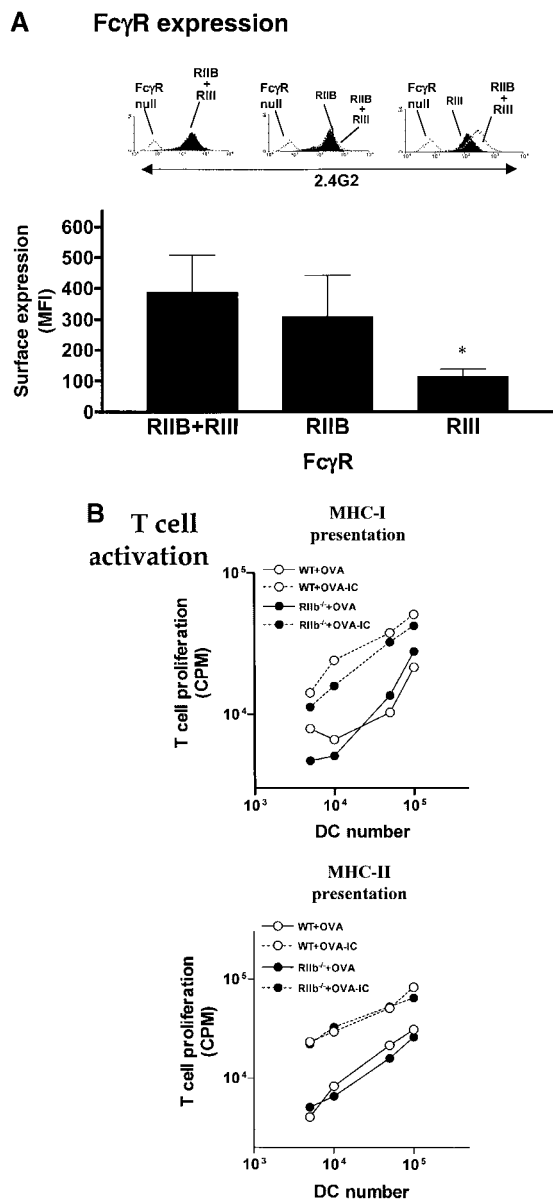 A FcγR expression
FcγR null
RIIB + RIII
FcγR null
RIIB
RIIB + RIII
FcγR null
RIII
RIIB + RIII
2.4G2
Surface expression (MFI)
600
500
400
300
200
100
0
*
RIIB+RIII
RIIB
RIII
FcγR
B T cell activation
MHC-I
presentation
WT+OVA
WT+OVA-IC
RIIb-/-+OVA
RIIb-/-+OVA-IC
T cell proliferation (CPM)
10⁵
10⁴
10³
10⁴
10⁵
DC number
MHC-II
presentation
WT+OVA
WT+OVA-IC
RIIb-/-+OVA
RIIb-/-+OVA-IC
T cell proliferation (CPM)
10⁵
10⁴
10³
10⁴
10⁵
DC number